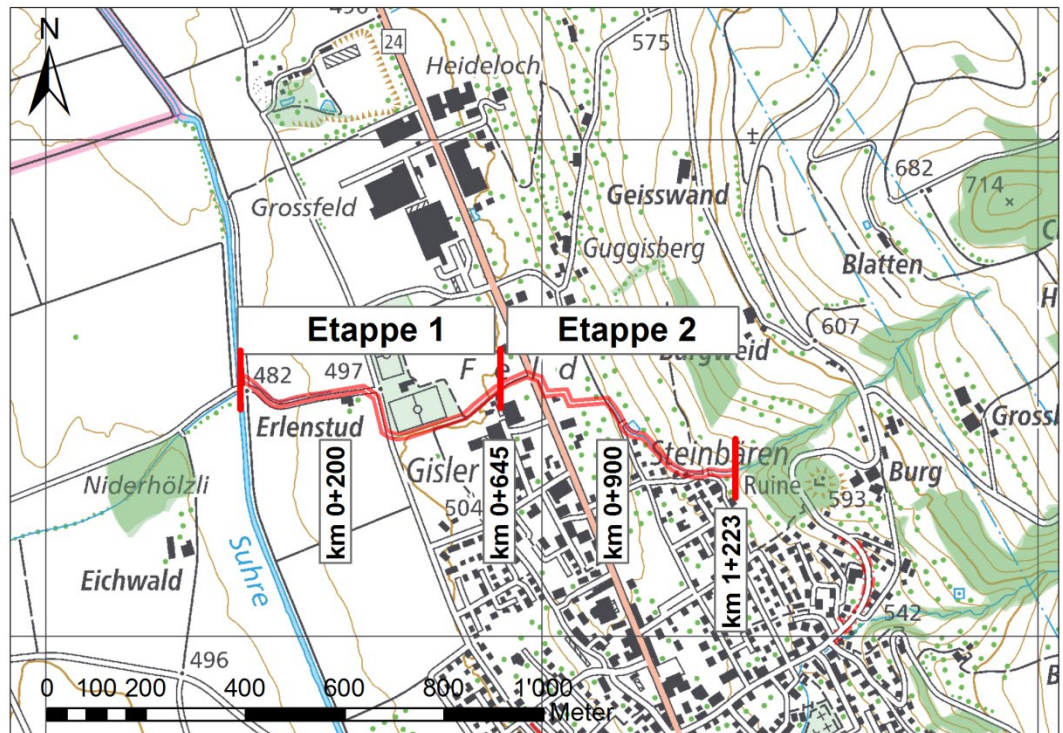 N
24
575
Heideloch
682
714
Geisswand
Grossfeld
Guggisberg
Blatten
Etappe 1
Etappe 2
607
F e l d
482
497
Erlenstud
Steinbären
Gisler
Burg
Ruine
Niderhölzli
504
593
km 0+200
km 0+645
km 0+900
km 1+223
Eichwald
Suhre
542
496
0 100 200 400 600 800 1'000
Meter